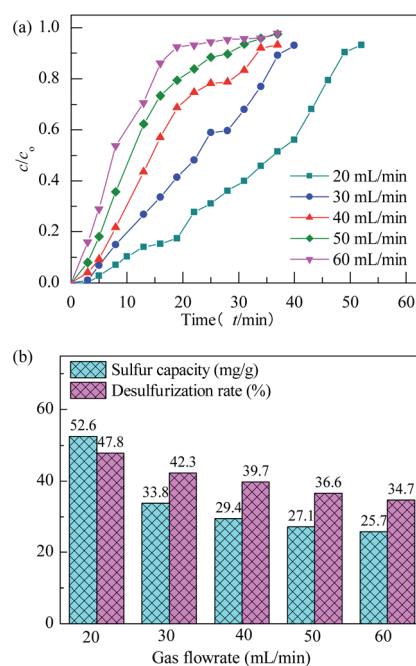 (a)
1.0
0.8
0.6
0.4
0.2
0.0
c/c₀
20 mL/min
30 mL/min
40 mL/min
50 mL/min
60 mL/min
0 10 20 30 40 50 60
Time( t/min)
(b)
Sulfur capacity (mg/g)
Desulfurization rate (%)
60
40
20
0
52.6 47.8
33.8 42.3
29.4 39.7
27.1 36.6
25.7 34.7
20 30 40 50 60
Gas flowrate (mL/min)